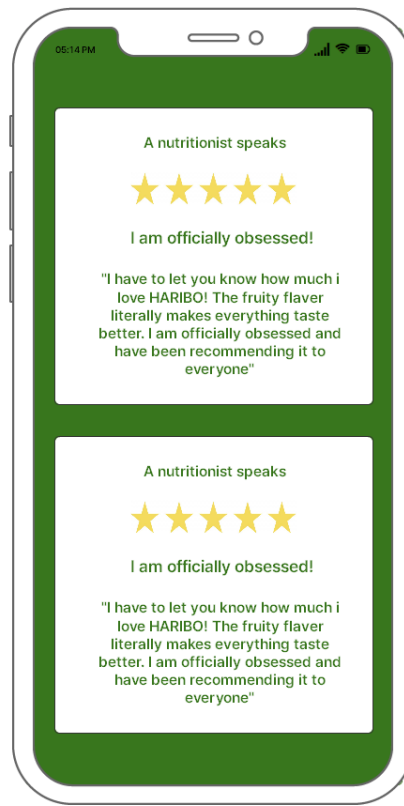 05:14 PM
A nutritionist speaks
I am officially obsessed!
"I have to let you know how much i
love HARIBO! The fruity flaver
literally makes everything taste
better. I am officially obsessed and
have been recommending it to
everyone"
A nutritionist speaks
I am officially obsessed!
"I have to let you know how much i
love HARIBO! The fruity flaver
literally makes everything taste
better. I am officially obsessed and
have been recommending it to
everyone"